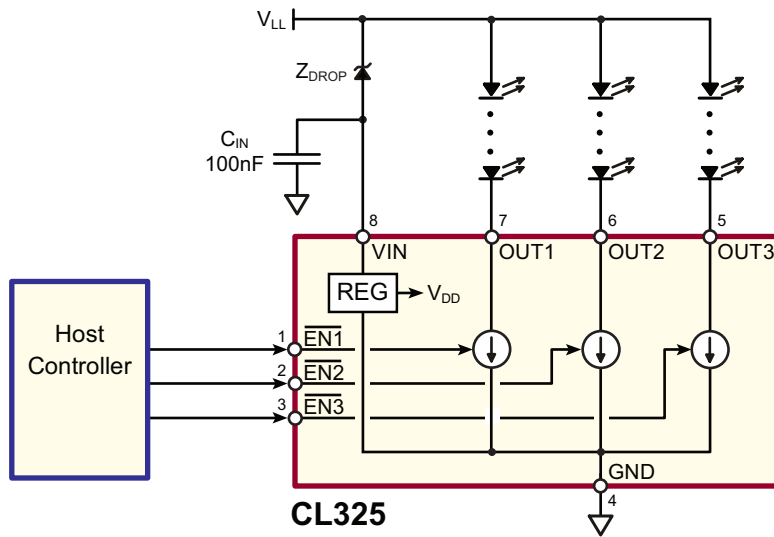 VLL
ZDROP
CIN
100nF
8
7
6
5
VIN
OUT1
OUT2
OUT3
REG
VDD
Host
Controller
1
EN1
2
EN2
3
EN3
GND
4
CL325